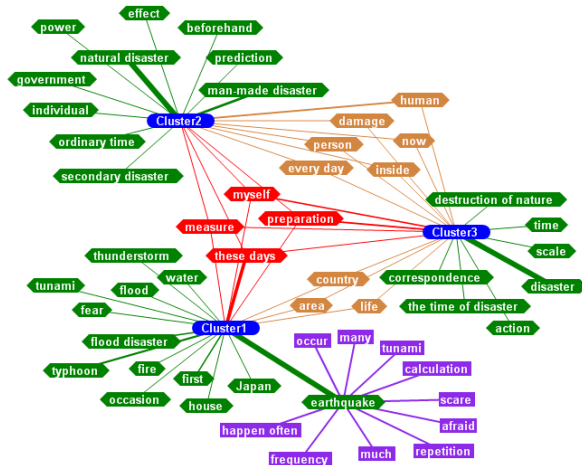 effect
power
beforehand
natural disaster
prediction
government
man-made disaster
human
individual
damage
Cluster2
ordinary time
person
now
every day
inside
secondary disaster
myself
destruction of nature
preparation
measure
time
Cluster3
thunderstorm
these days
scale
water
country
correspondence
tunami
flood
disaster
fear
area
life
the time of disaster
Cluster1
action
flood disaster
occur
many
tunami
typhoon
fire
calculation
first
Japan
occasion
house
earthquake
scare
happen often
afraid
frequency
much
repetition